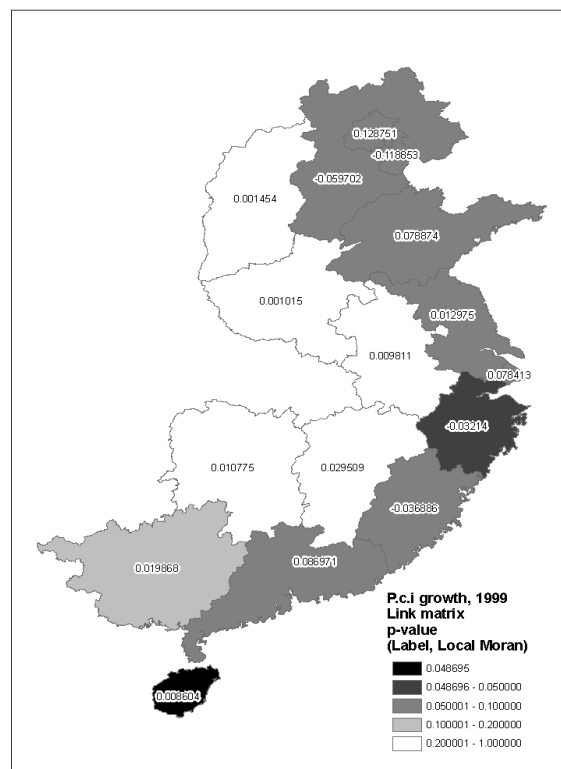 0.128751
-0.118853
-0.059702
0.001454
0.078874
0.001015
0.012975
0.009811
0.078413
-0.03214
0.010775
0.029509
-0.036886
0.019868
0.086971
0.008604
P.c.i growth, 1999
Link matrix
p-value
(Label, Local Moran)
0.048695
0.048696 - 0.050000
0.050001 - 0.100000
0.100001 - 0.200000
0.200001 - 1.000000